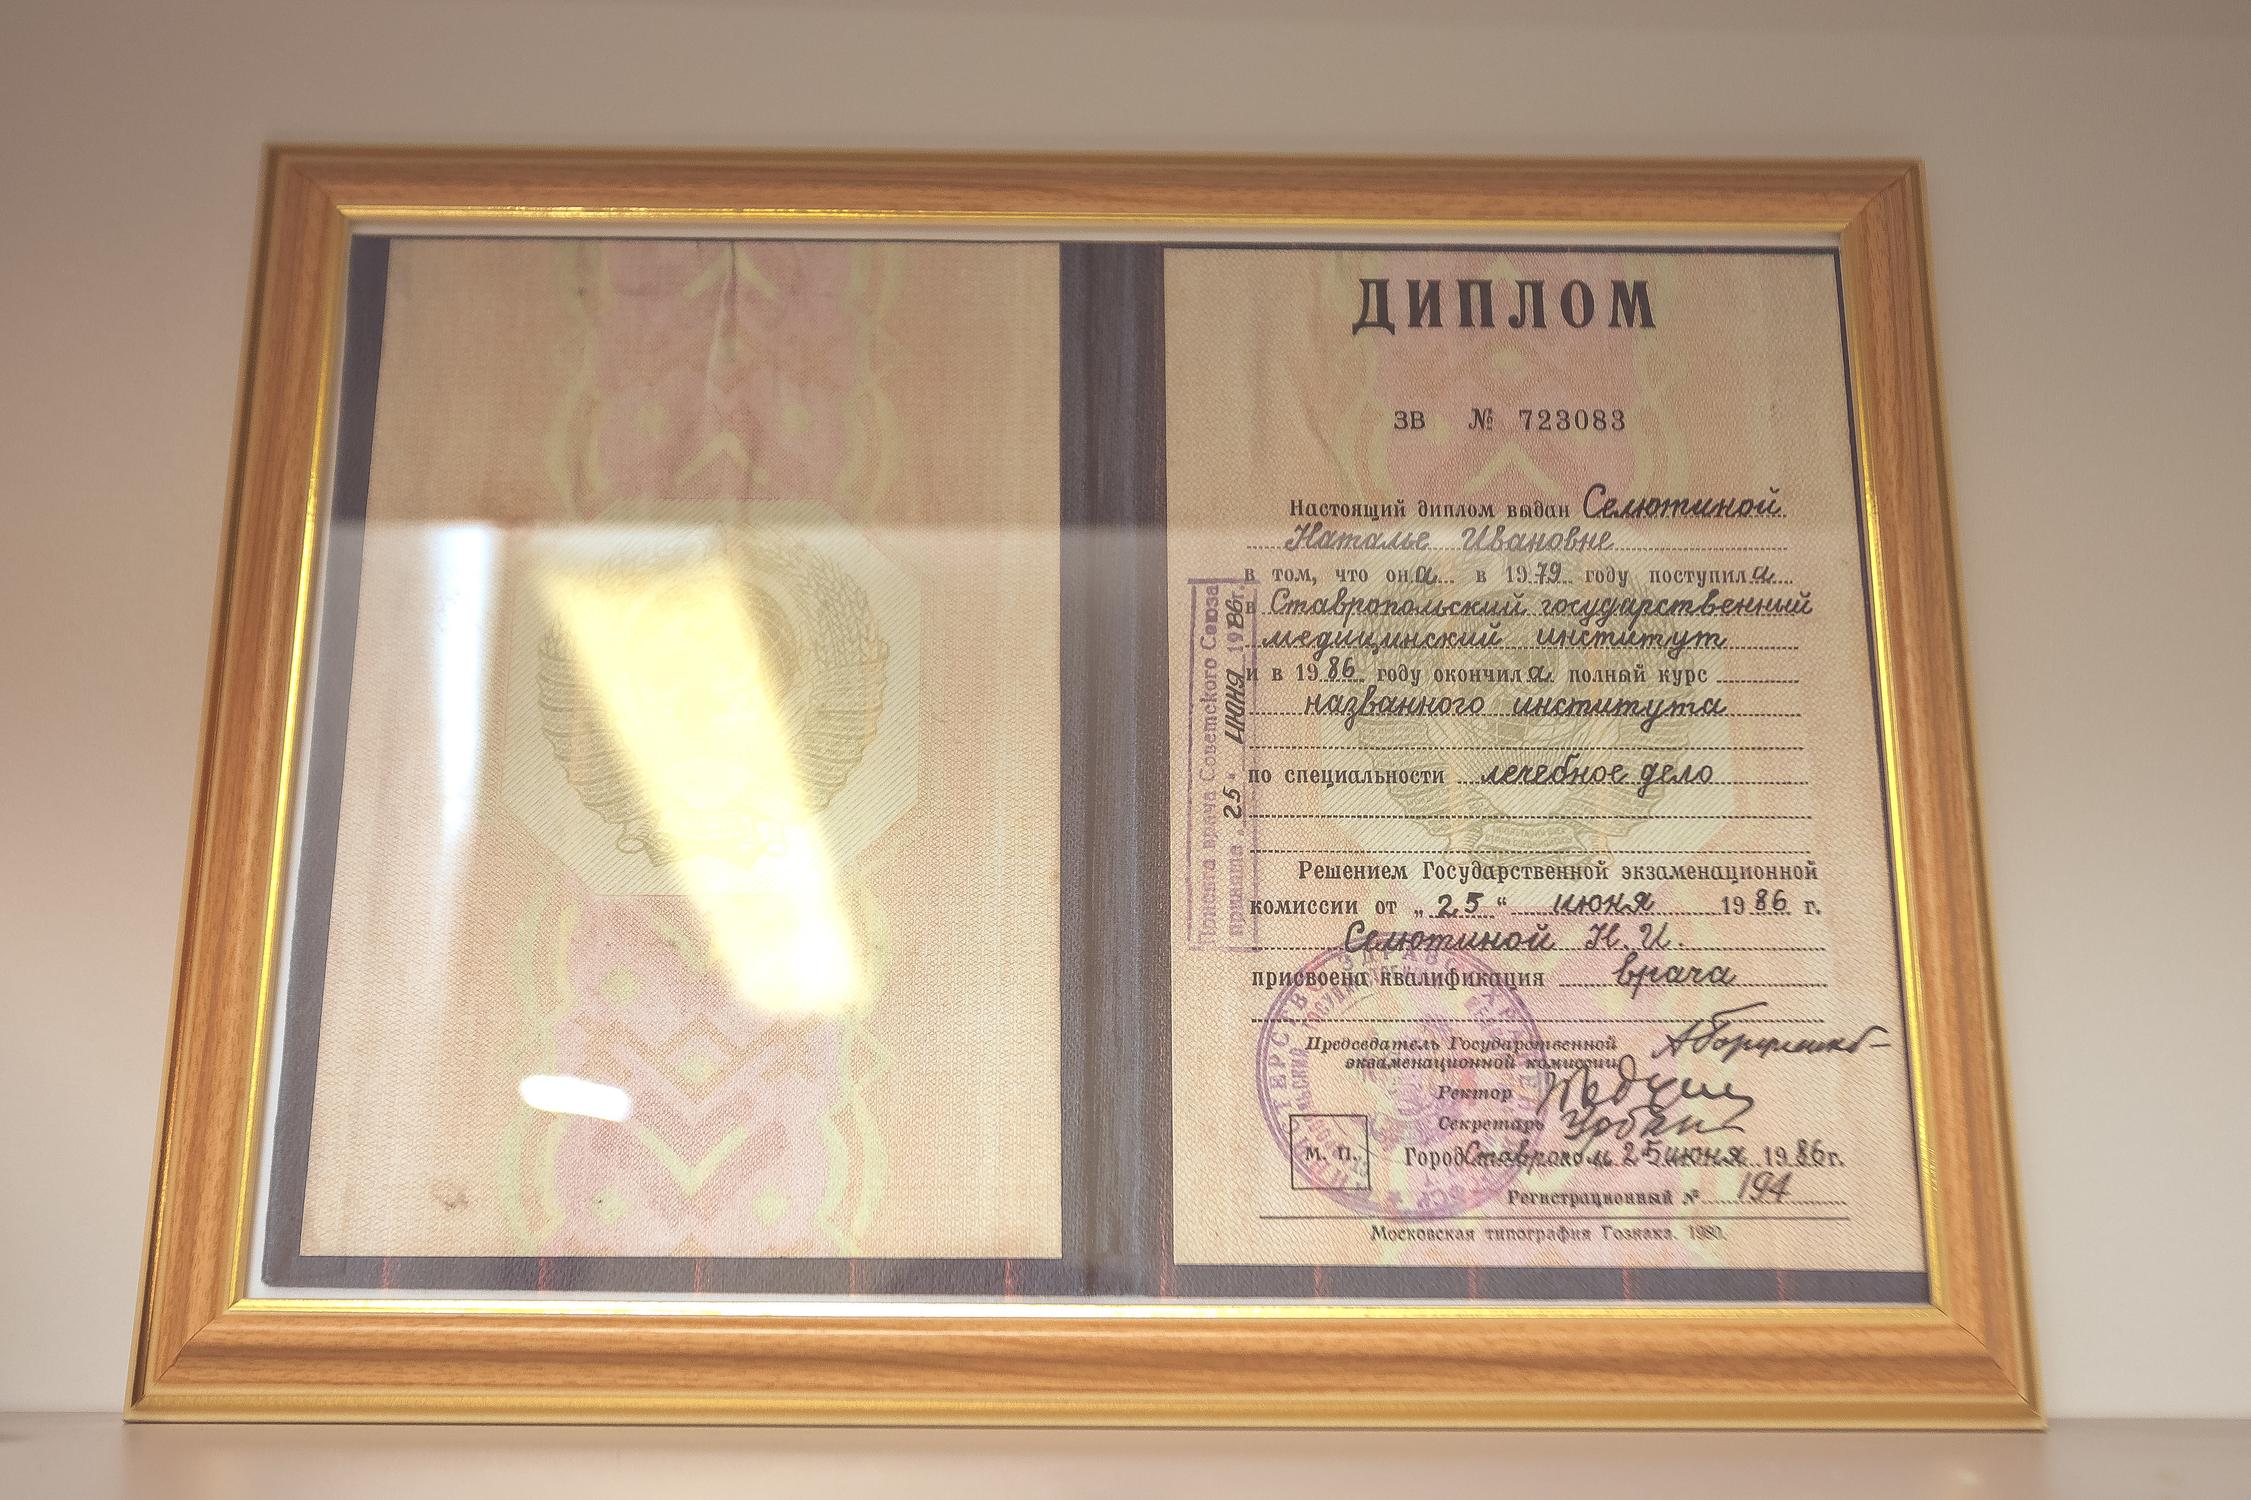 ДИПЛОМ
ЗВ № 723083
Настоящий диплом выдан Селютиной
Наталье Ивановне
в том, что она в 1979 году поступила
в Ставропольский государственный
медицинский институт
и в 1986 году окончила полный курс
названного института
по специальности лечебное дело
Решением Государственной экзаменационной
комиссии от „25“ июня 1986 г.
Селютиной Н. И.
присвоена квалификация врача
Председатель Государственной
экзаменационной комиссии
Ректор
Секретарь
М. П.
Город Ставрополь 25 июня 1986г.
Регистрационный № 194
Московская типография Гознака. 1980.
Присяга врача Советского Союза
принята „25“ июня 1986г.